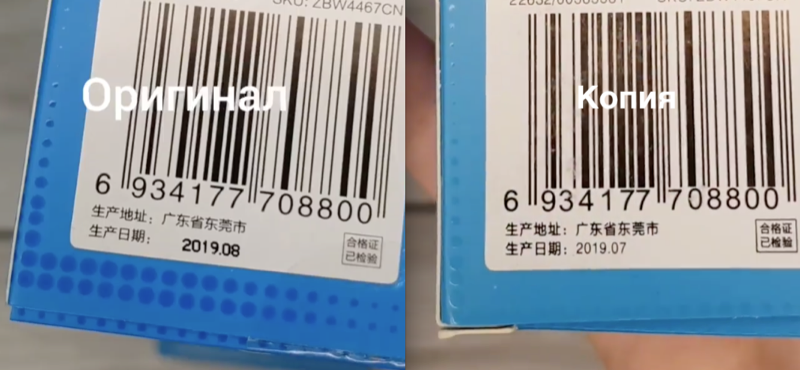 SKU: ZBW4467CN
Оригинал
6 934177 708800
生产地址: 广东省东莞市
生产日期: 2019.08
合格证
已检验
Копия
6 934177 708800
生产地址: 广东省东莞市
生产日期: 2019.07
合格证
已检验